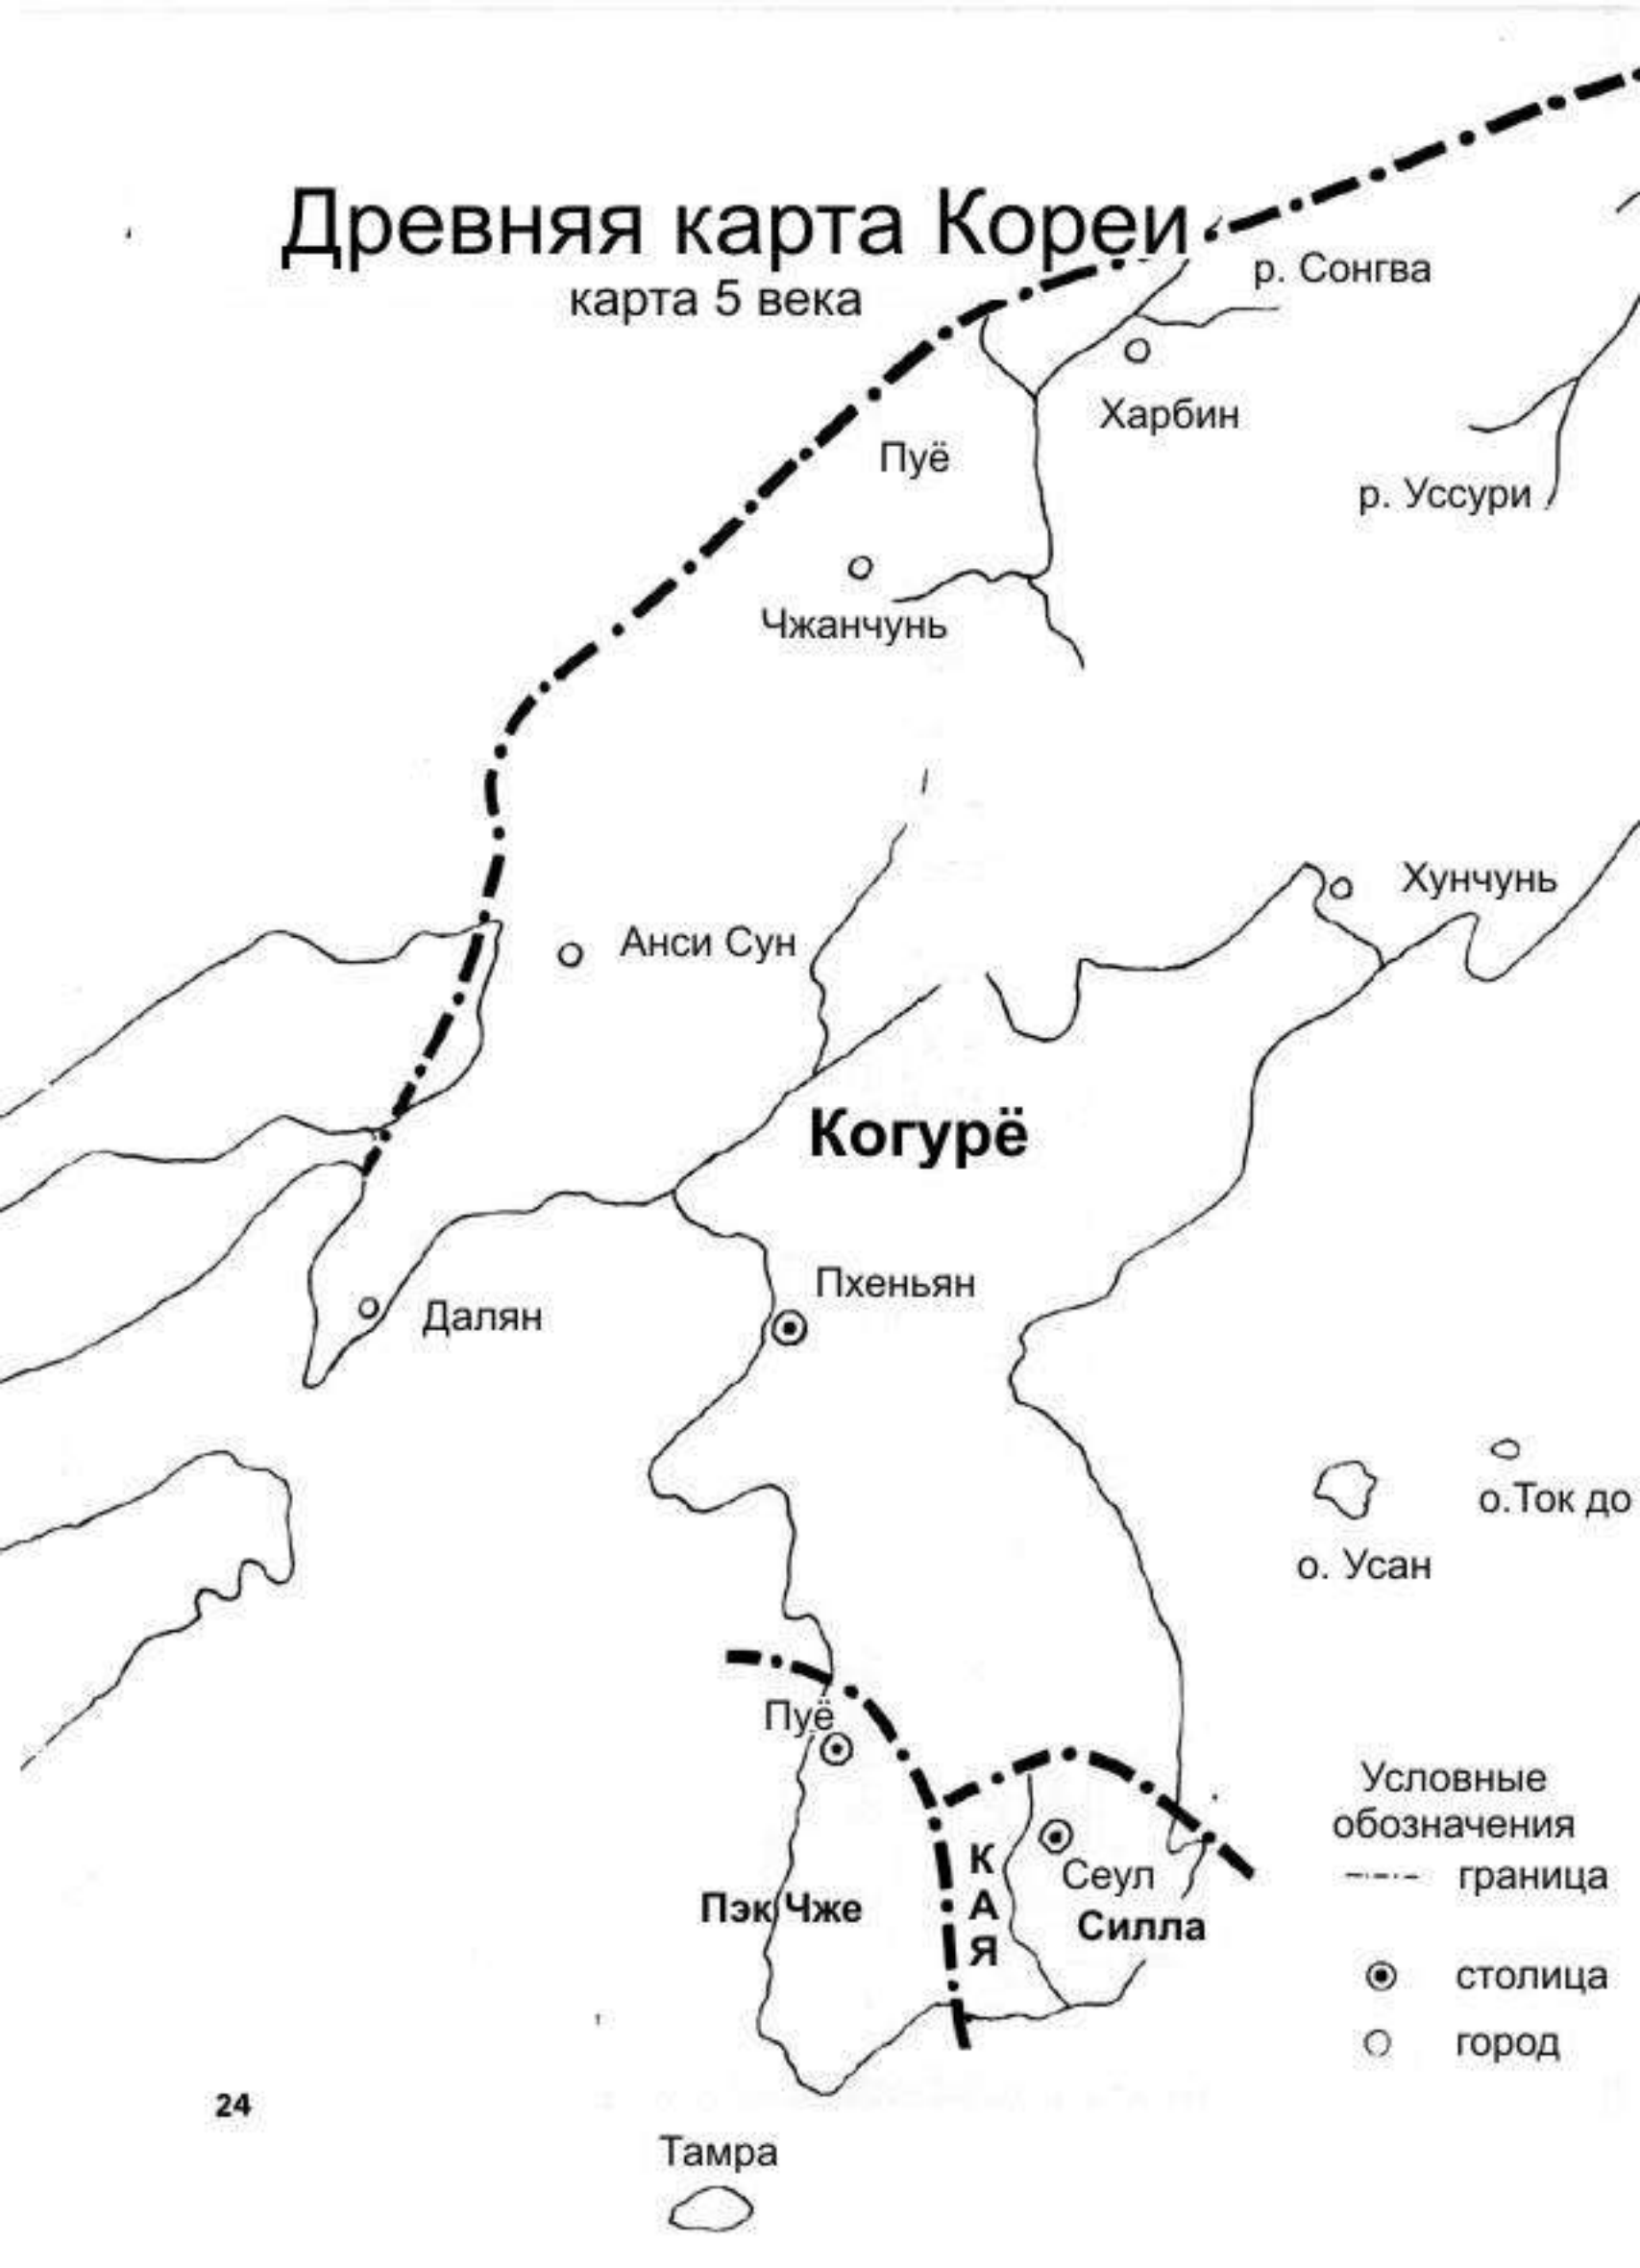 Древняя карта Кореи
карта 5 века
р. Сонгва
Харбин
Пуё
р. Уссури
Чжанчунь
Хунчунь
Анси Сун
Когурё
Пхеньян
Далян
о.Ток до
о. Усан
Пуё
Условные
обозначения
граница
столица
город
К
А
Я
Сеул
Силла
Пэк Чже
24
Тамра